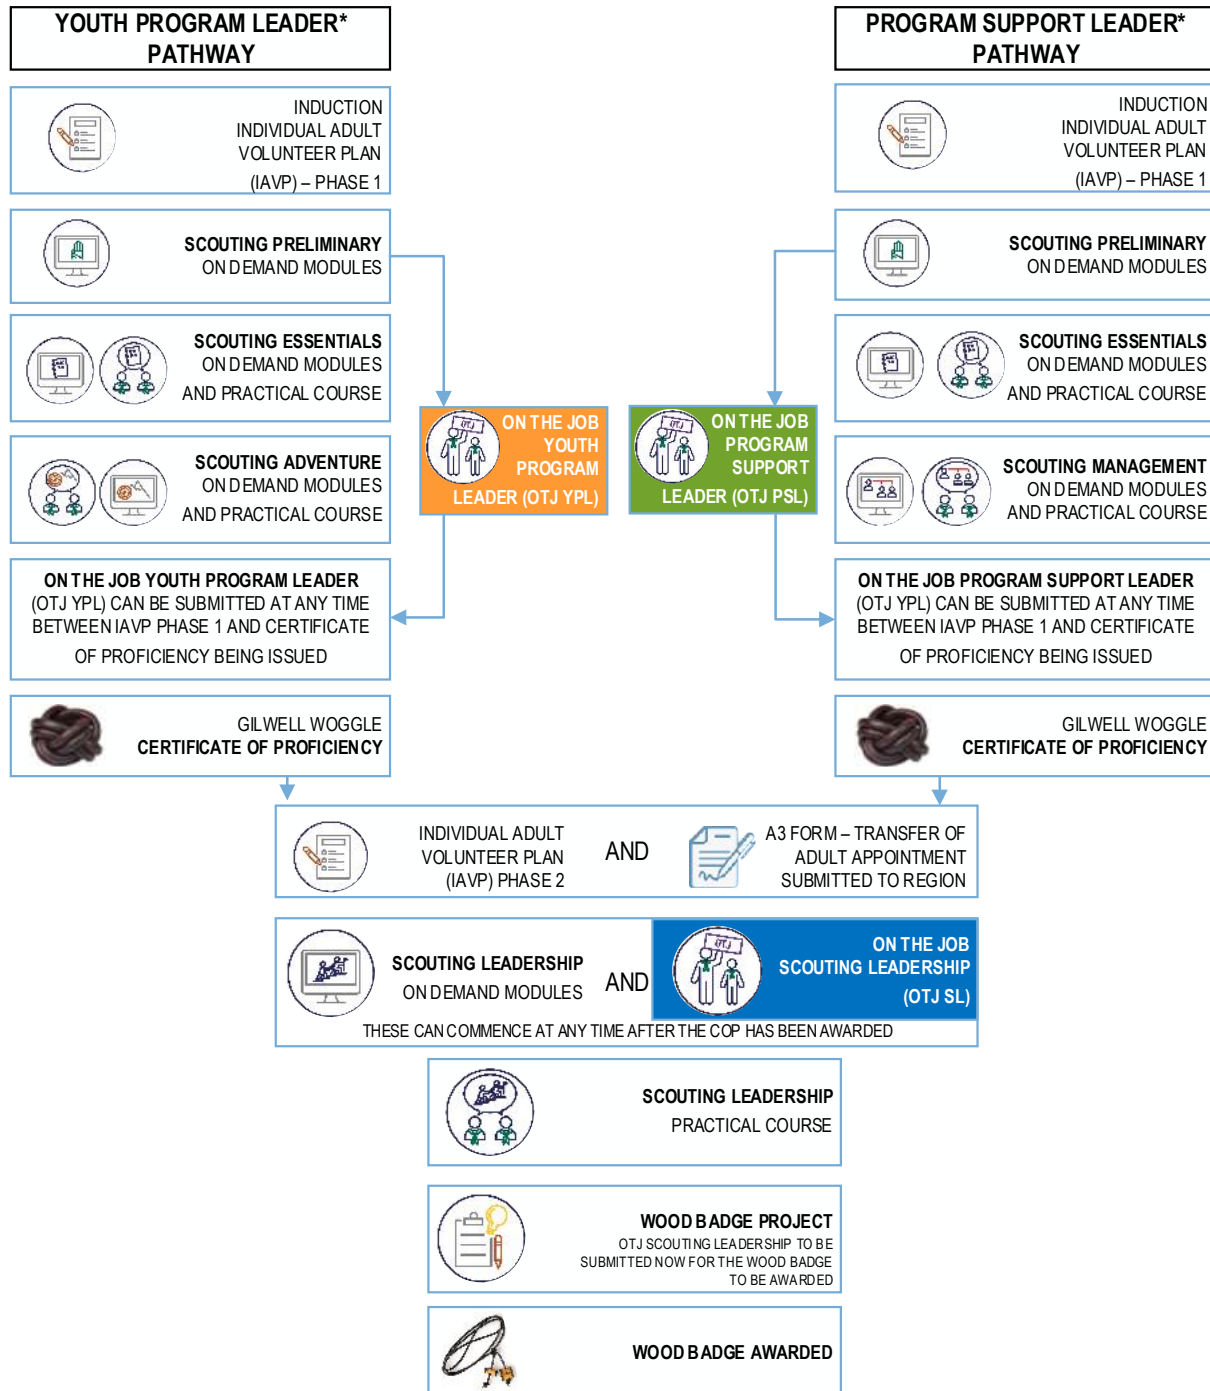 YOUTH PROGRAM LEADER*
PATHWAY
INDUCTION
INDIVIDUAL ADULT
VOLUNTEER PLAN
(IAVP) – PHASE 1
SCOUTING PRELIMINARY
ON DEMAND MODULES
SCOUTING ESSENTIALS
ON DEMAND MODULES
AND PRACTICAL COURSE
SCOUTING ADVENTURE
ON DEMAND MODULES
AND PRACTICAL COURSE
ON THE JOB YOUTH PROGRAM LEADER
(OTJ YPL) CAN BE SUBMITTED AT ANY TIME
BETWEEN IAVP PHASE 1 AND CERTIFICATE
OF PROFICIENCY BEING ISSUED
GILWELL WOGGLE
CERTIFICATE OF PROFICIENCY
OTJ
ON THE JOB
YOUTH
PROGRAM
LEADER (OTJ YPL)
OTJ
ON THE JOB
PROGRAM
SUPPORT
LEADER (OTJ PSL)
PROGRAM SUPPORT LEADER*
PATHWAY
INDUCTION
INDIVIDUAL ADULT
VOLUNTEER PLAN
(IAVP) – PHASE 1
SCOUTING PRELIMINARY
ON DEMAND MODULES
SCOUTING ESSENTIALS
ON DEMAND MODULES
AND PRACTICAL COURSE
SCOUTING MANAGEMENT
ON DEMAND MODULES
AND PRACTICAL COURSE
ON THE JOB PROGRAM SUPPORT LEADER
(OTJ YPL) CAN BE SUBMITTED AT ANY TIME
BETWEEN IAVP PHASE 1 AND CERTIFICATE
OF PROFICIENCY BEING ISSUED
GILWELL WOGGLE
CERTIFICATE OF PROFICIENCY
INDIVIDUAL ADULT
VOLUNTEER PLAN
(IAVP) PHASE 2
AND
A3 FORM – TRANSFER OF
ADULT APPOINTMENT
SUBMITTED TO REGION
SCOUTING LEADERSHIP
ON DEMAND MODULES
AND
OTJ
ON THE JOB
SCOUTING LEADERSHIP
(OTJ SL)
THESE CAN COMMENCE AT ANY TIME AFTER THE COP HAS BEEN AWARDED
SCOUTING LEADERSHIP
PRACTICAL COURSE
WOOD BADGE PROJECT
OTJ SCOUTING LEADERSHIP TO BE
SUBMITTED NOW FOR THE WOOD BADGE
TO BE AWARDED
WOOD BADGE AWARDED